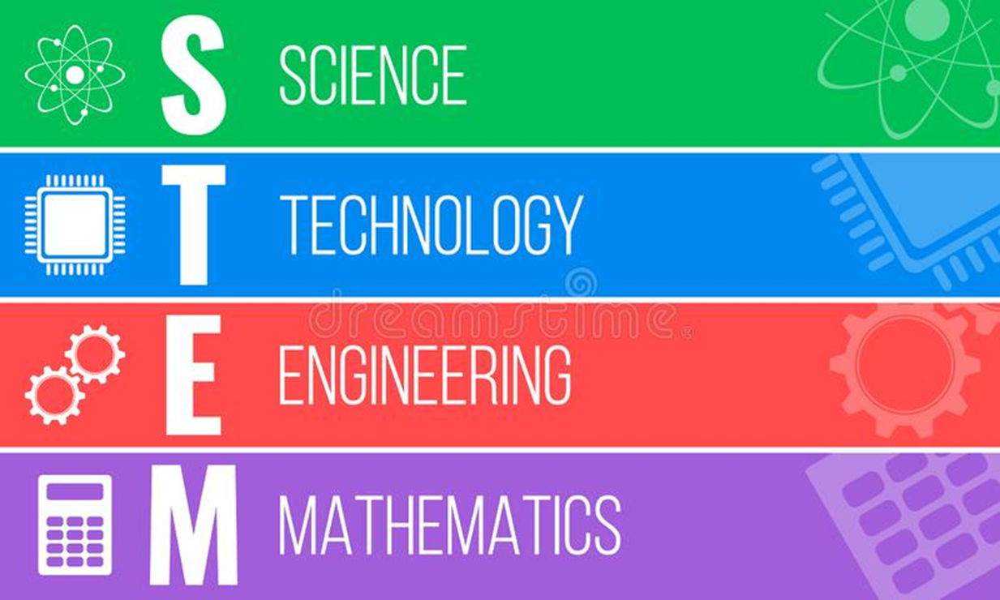 S SCIENCE
T TECHNOLOGY
dreamstime®
E ENGINEERING
M MATHEMATICS